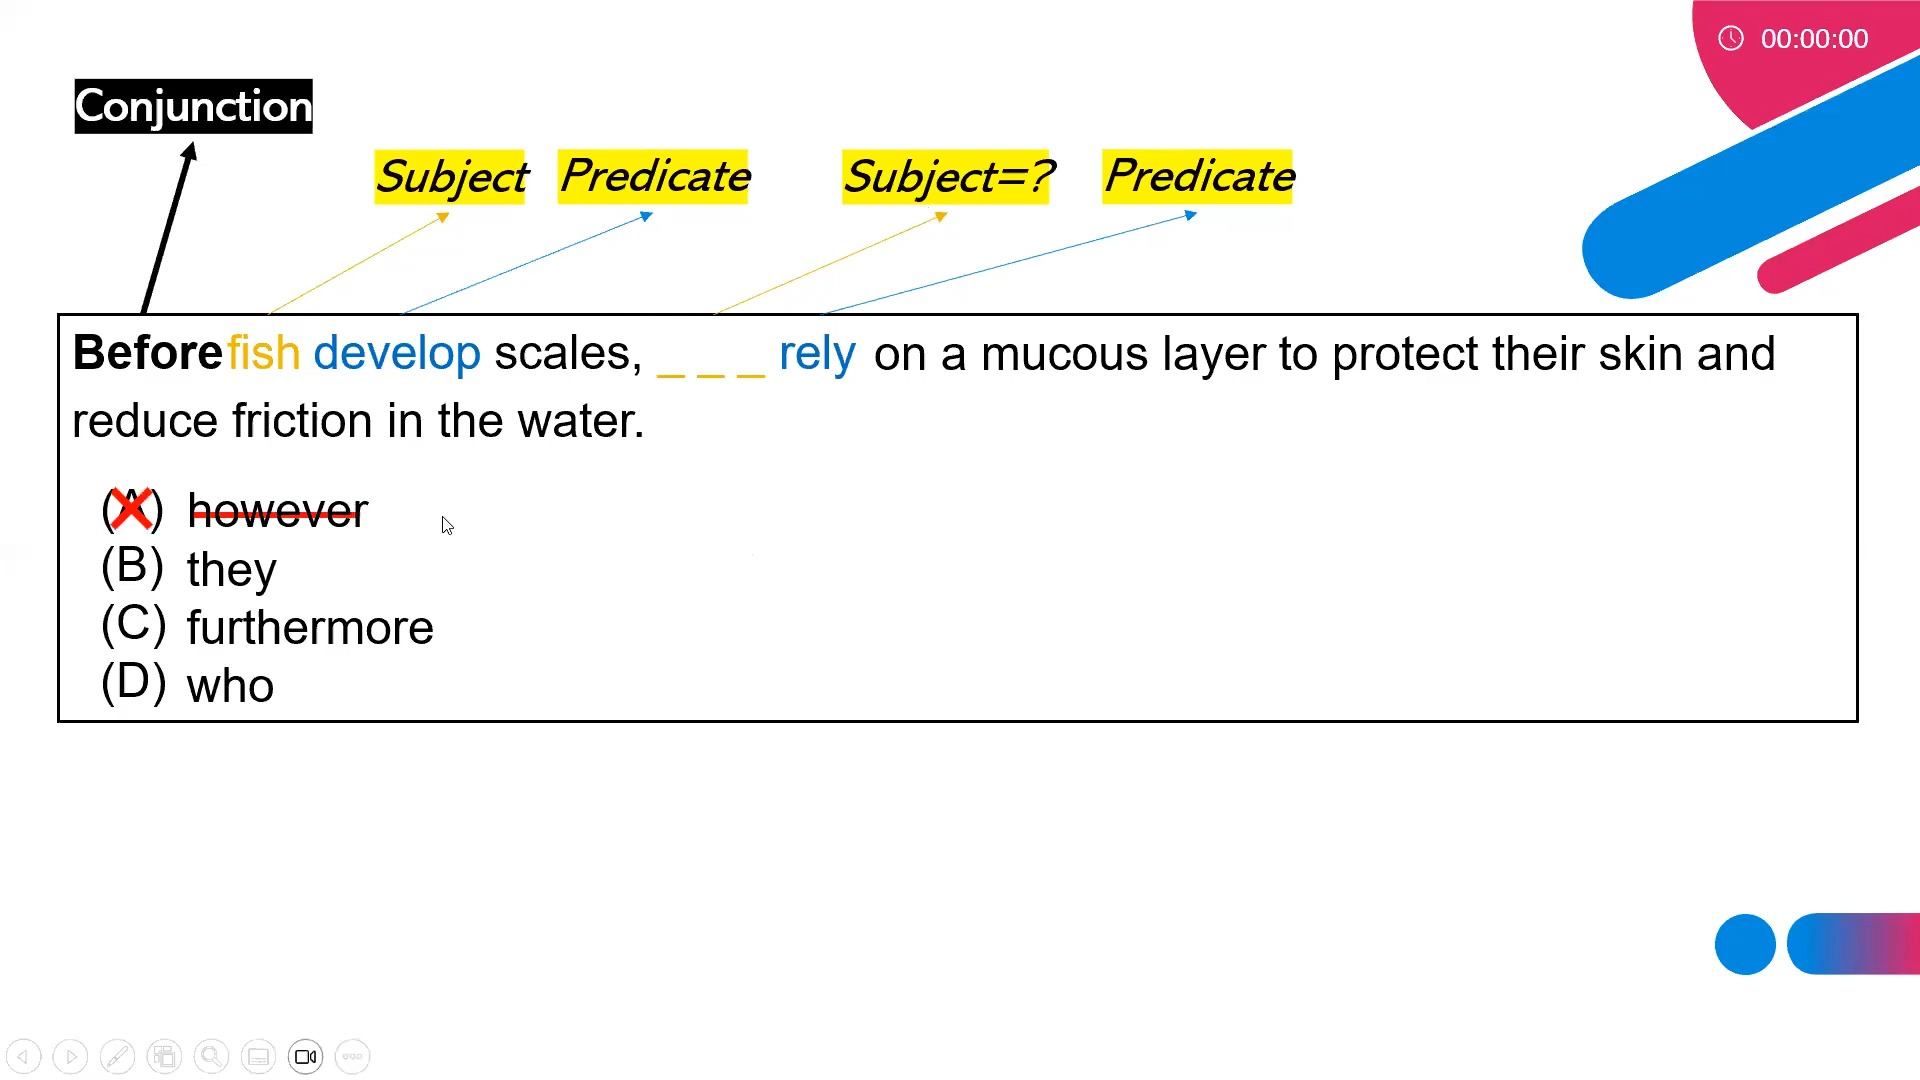 00:00:00
Conjunction
Subject Predicate Subject=? Predicate
Before fish develop scales, _ _ _ rely on a mucous layer to protect their skin and
reduce friction in the water.
(A) however
(B) they
(C) furthermore
(D) who